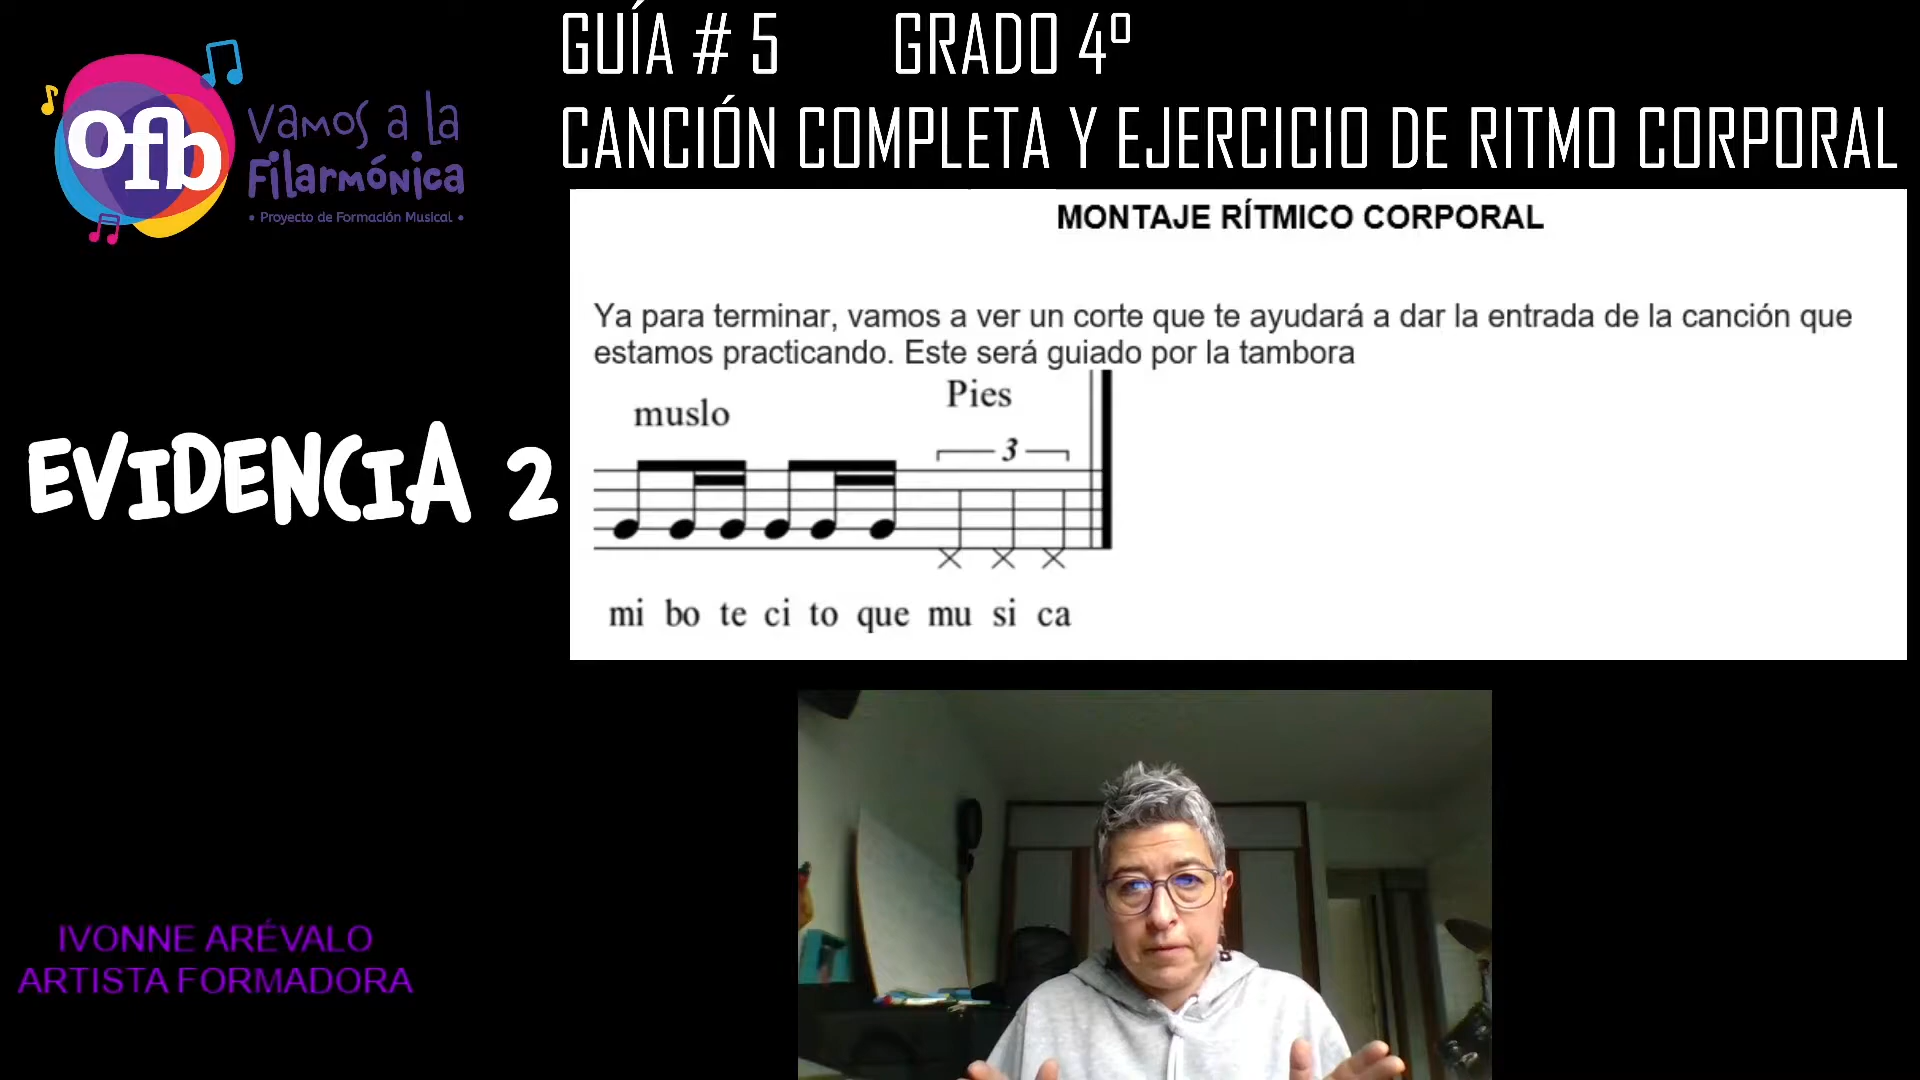 GUÍA # 5 GRADO 4º
CANCIÓN COMPLETA Y EJERCICIO DE RITMO CORPORAL
ofb
Vamos a la
Filarmónica
• Proyecto de Formación Musical •
MONTAJE RÍTMICO CORPORAL
Ya para terminar, vamos a ver un corte que te ayudará a dar la entrada de la canción que
estamos practicando. Este será guiado por la tambora
muslo Pies
3
mi bo te ci to que mu si ca
EVIDENCIA 2
IVONNE ARÉVALO
ARTISTA FORMADORA